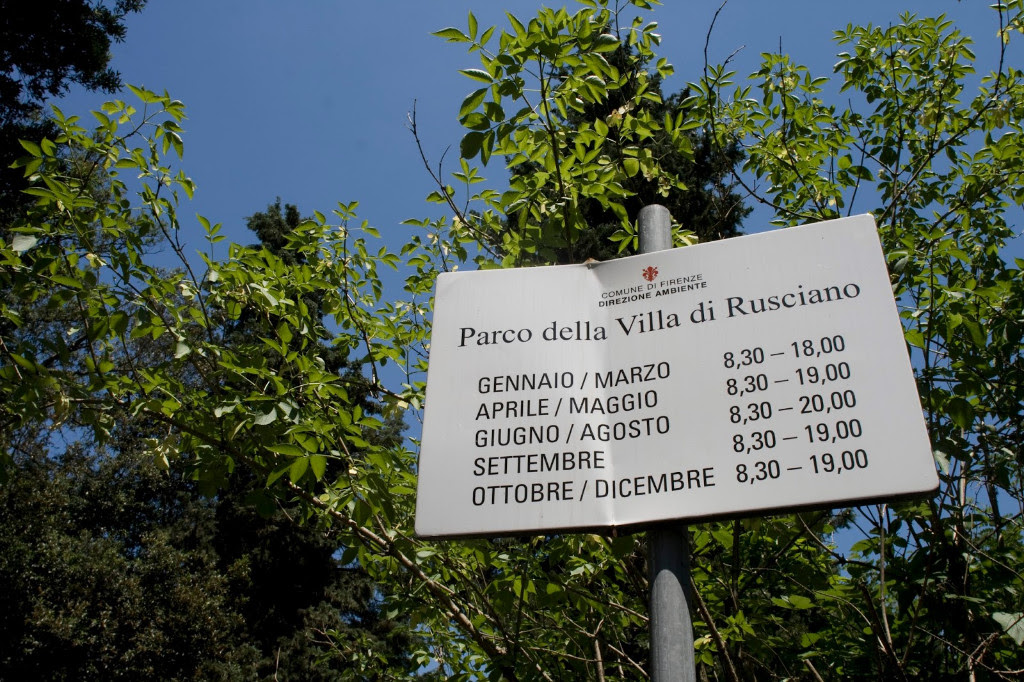 COMUNE DI FIRENZE
DIREZIONE AMBIENTE
Parco della Villa di Rusciano
GENNAIO / MARZO 8,30 – 18,00
APRILE / MAGGIO 8,30 – 19,00
GIUGNO / AGOSTO 8,30 – 20,00
SETTEMBRE 8,30 – 19,00
OTTOBRE / DICEMBRE 8,30 – 19,00